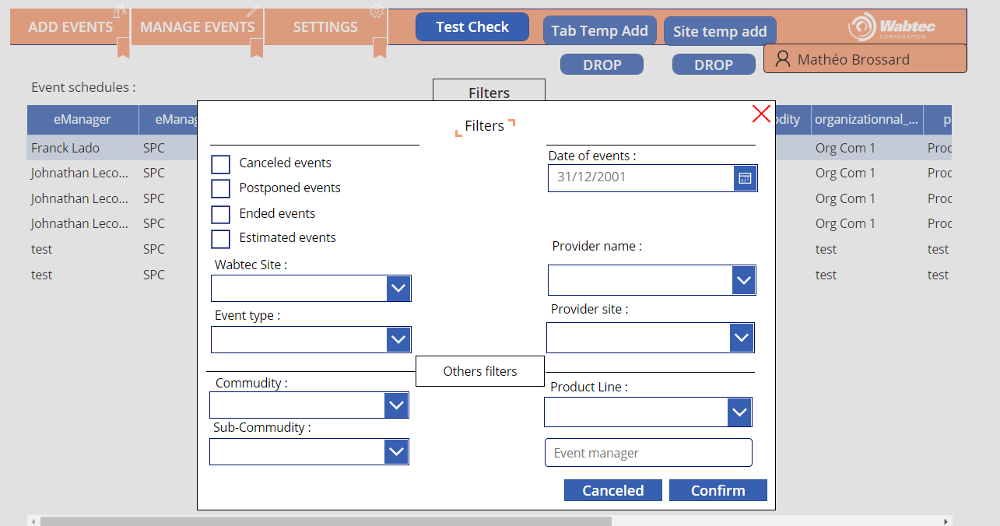 ADD EVENTS MANAGE EVENTS SETTINGS Test Check Tab Temp Add Site temp add Wabtec
CORPORATION
DROP DROP Mathéo Brossard
Event schedules :
Filters
eManager eManag odity organizationnal_... p
Filters
Franck Lado SPC Org Com 1 Proc
Johnathan Leco... SPC Org Com 1 Proc
Johnathan Leco... SPC Org Com 1 Proc
Johnathan Leco... SPC Org Com 1 Proc
test SPC test test
test SPC test test
Canceled events
Postponed events
Ended events
Estimated events
Wabtec Site :
Event type :
Date of events :
31/12/2001
Provider name :
Provider site :
Others filters
Commudity :
Sub-Commudity :
Product Line :
Event manager
Canceled Confirm